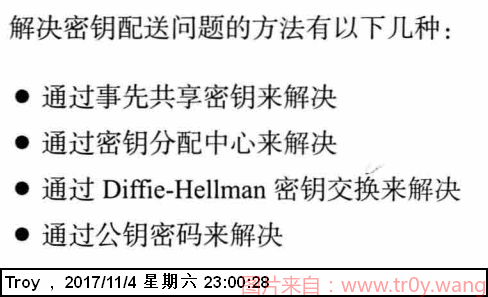 解决密钥配送问题的方法有以下几种：
● 通过事先共享密钥来解决
● 通过密钥分配中心来解决
● 通过 Diffie-Hellman 密钥交换来解决
● 通过公钥密码来解决
Troy , 2017/11/4 星期六 23:00:28
图片来自：www.tr0y.wang